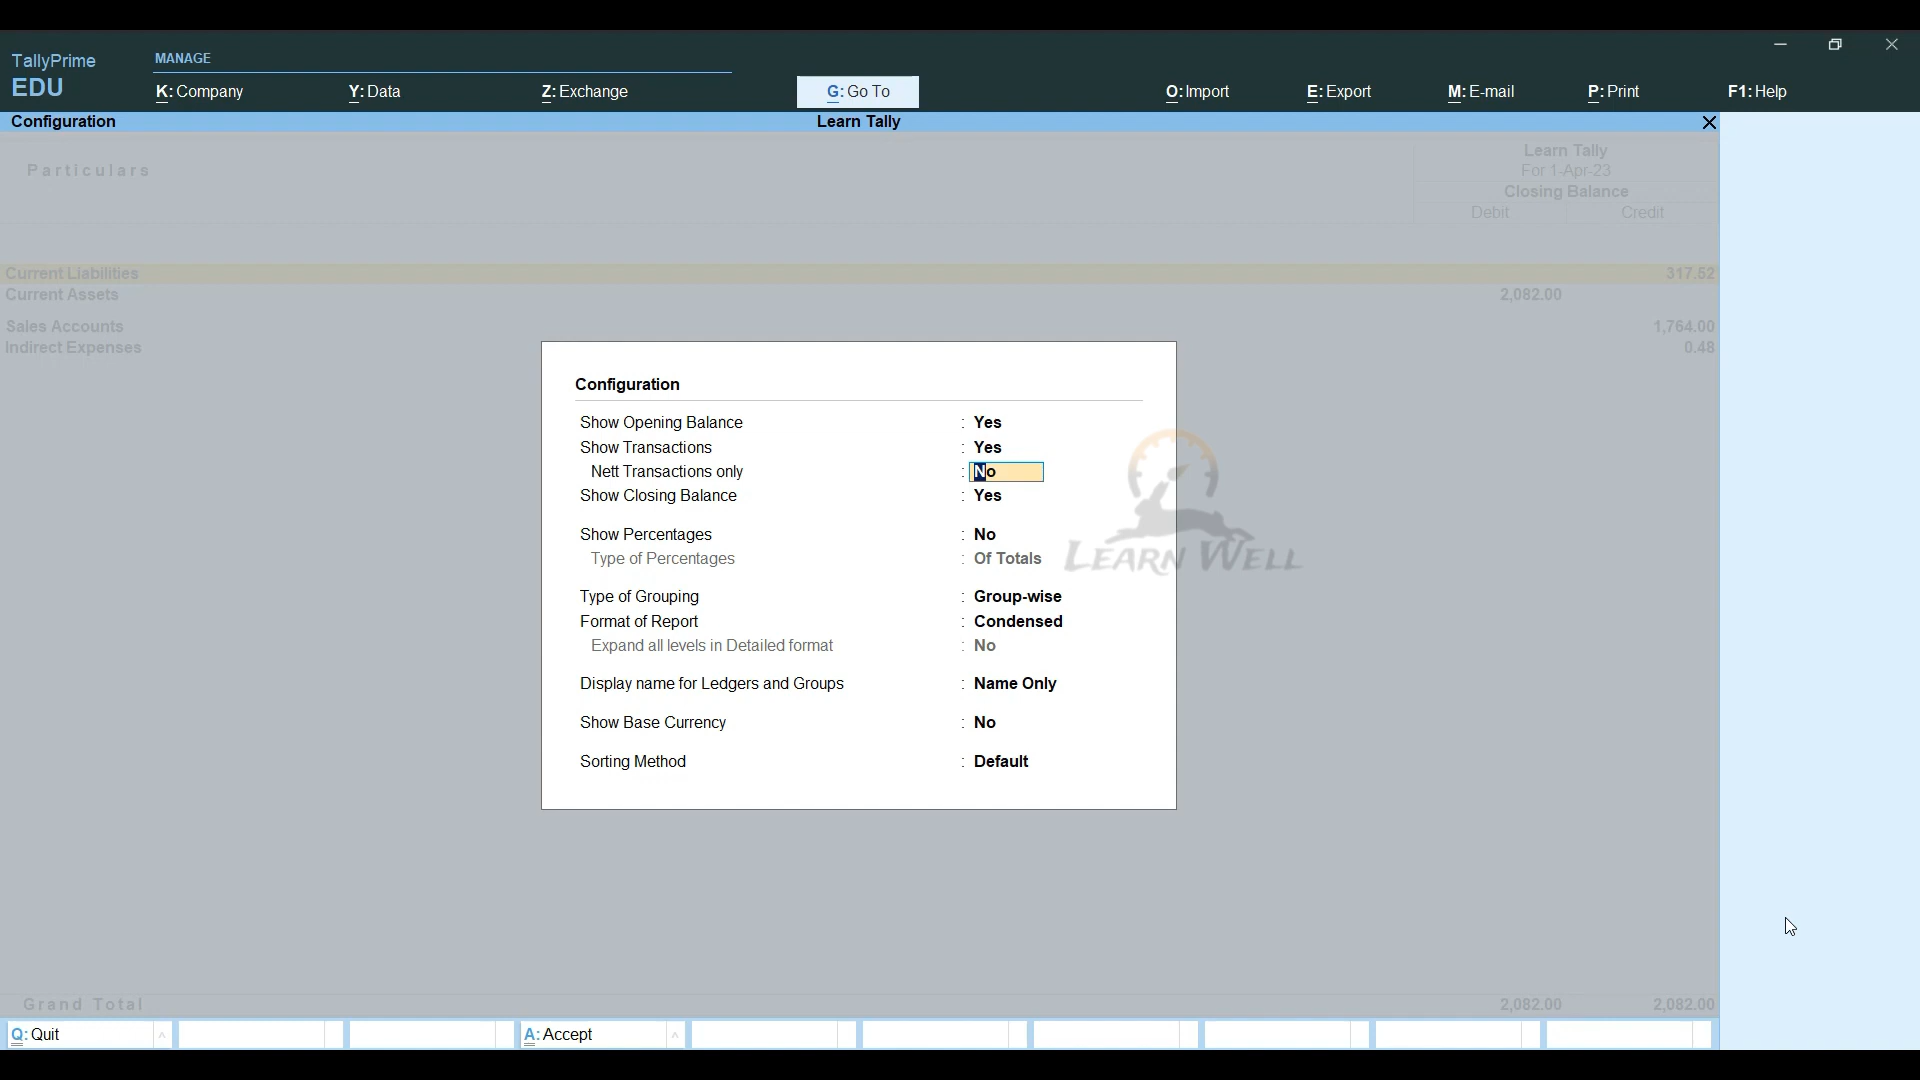 TallyPrime
EDU
MANAGE
K: Company
Y: Data
Z: Exchange
G: Go To
O: Import
E: Export
M: E-mail
P: Print
F1: Help
Configuration
Learn Tally
Particulars
Learn Tally
For 1-Apr-23
Closing Balance
Debit Credit
Current Liabilities 317.52
Current Assets 2,082.00
Sales Accounts 1,764.00
Indirect Expenses 0.48
Configuration
Show Opening Balance : Yes
Show Transactions : Yes
Nett Transactions only : No
Show Closing Balance : Yes
Show Percentages : No
Type of Percentages : Of Totals
Type of Grouping : Group-wise
Format of Report : Condensed
Expand all levels in Detailed format : No
Display name for Ledgers and Groups : Name Only
Show Base Currency : No
Sorting Method : Default
LEARN WELL
Grand Total 2,082.00 2,082.00
Q: Quit
A: Accept